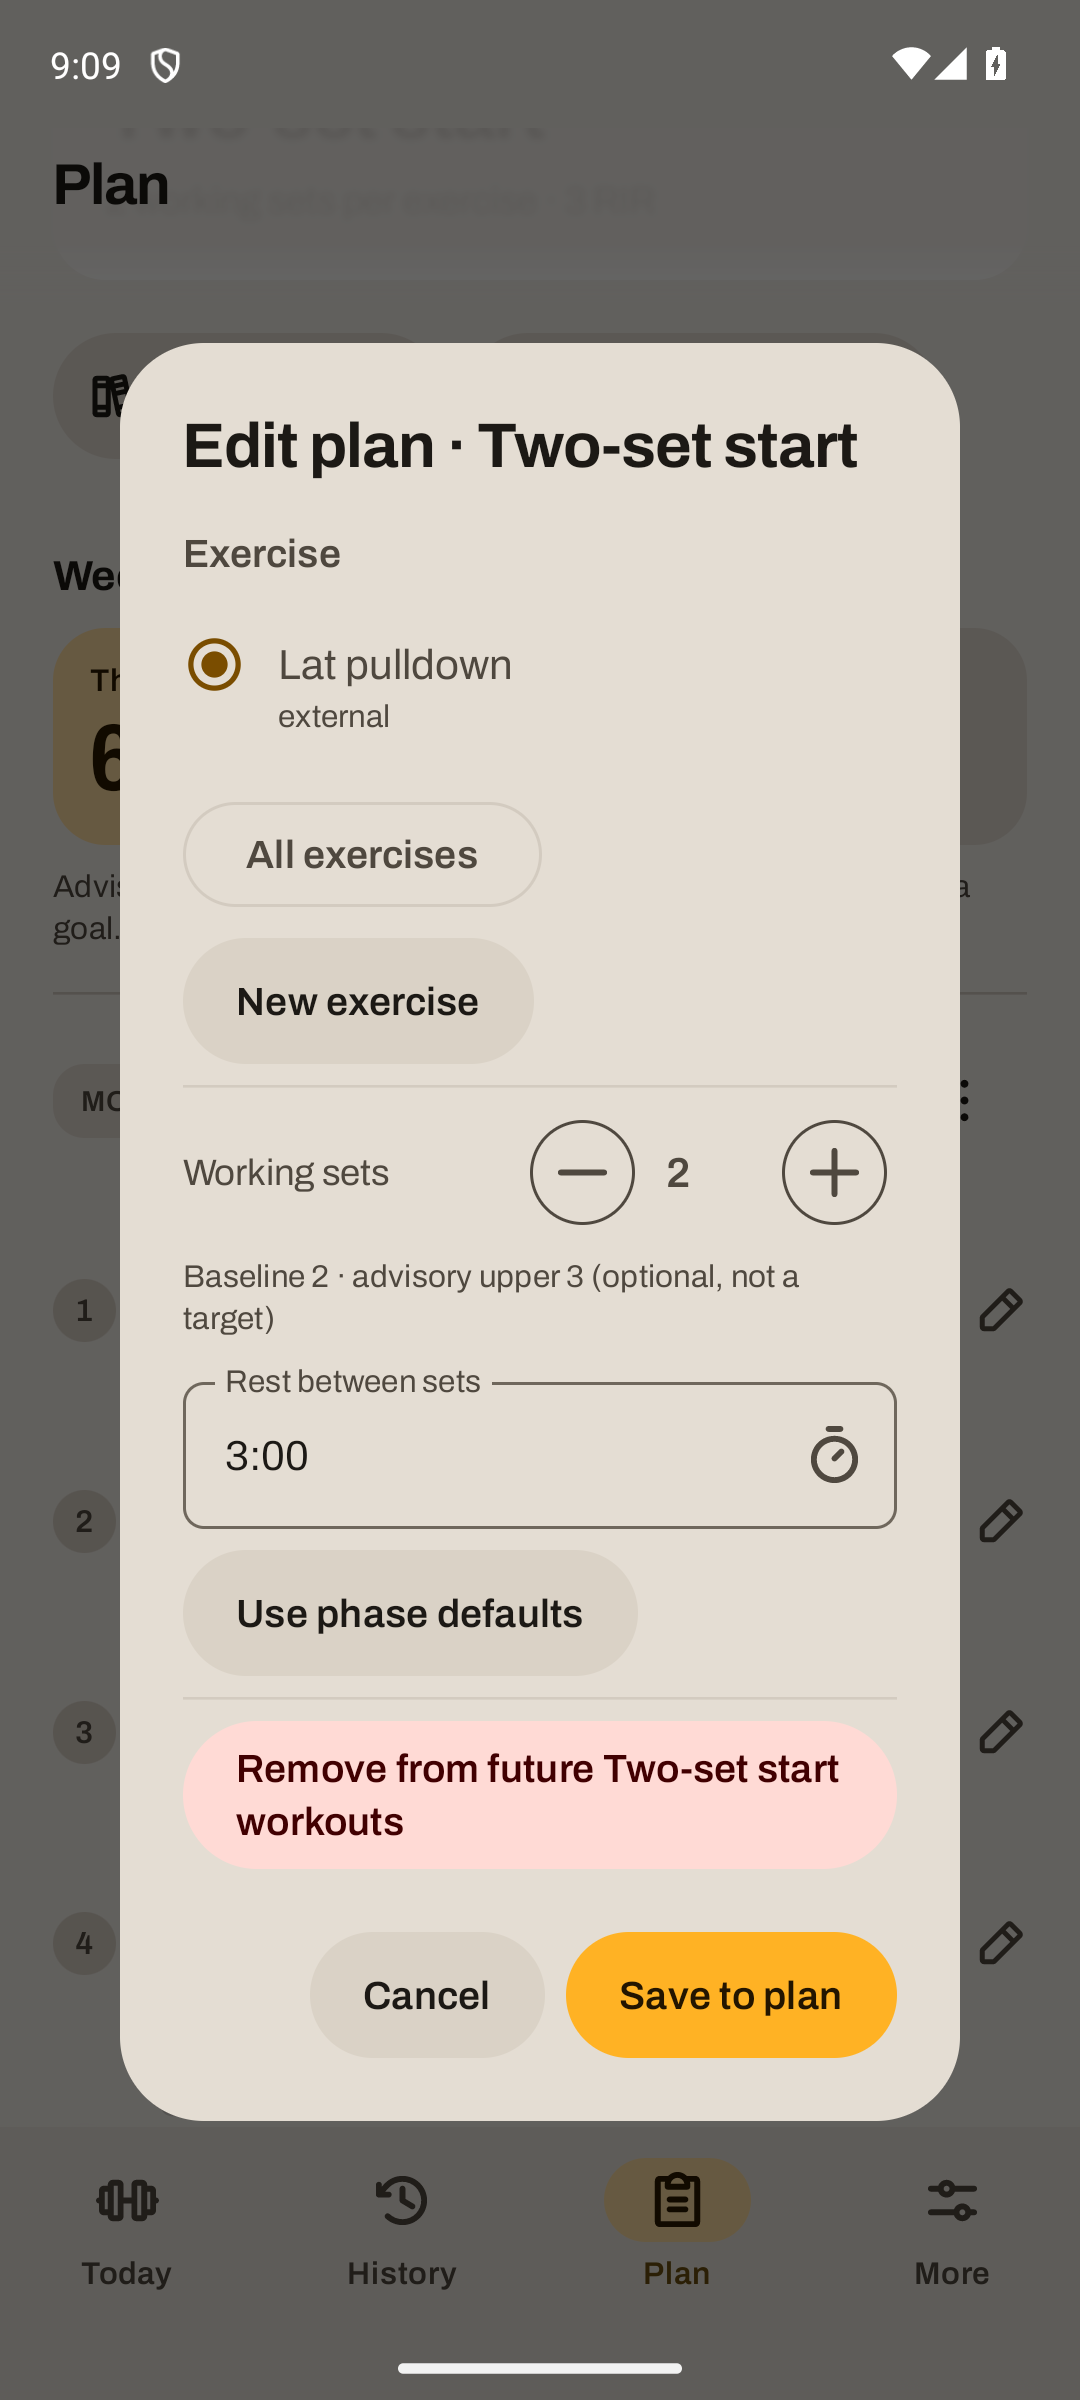 9:09
Plan
Edit plan · Two-set start
Exercise
Lat pulldown
external
All exercises
New exercise
Working sets
2
Baseline 2 · advisory upper 3 (optional, not a
target)
Rest between sets
3:00
Use phase defaults
Remove from future Two-set start
workouts
Cancel
Save to plan
goal.
1
2
3
4
Today
History
Plan
More